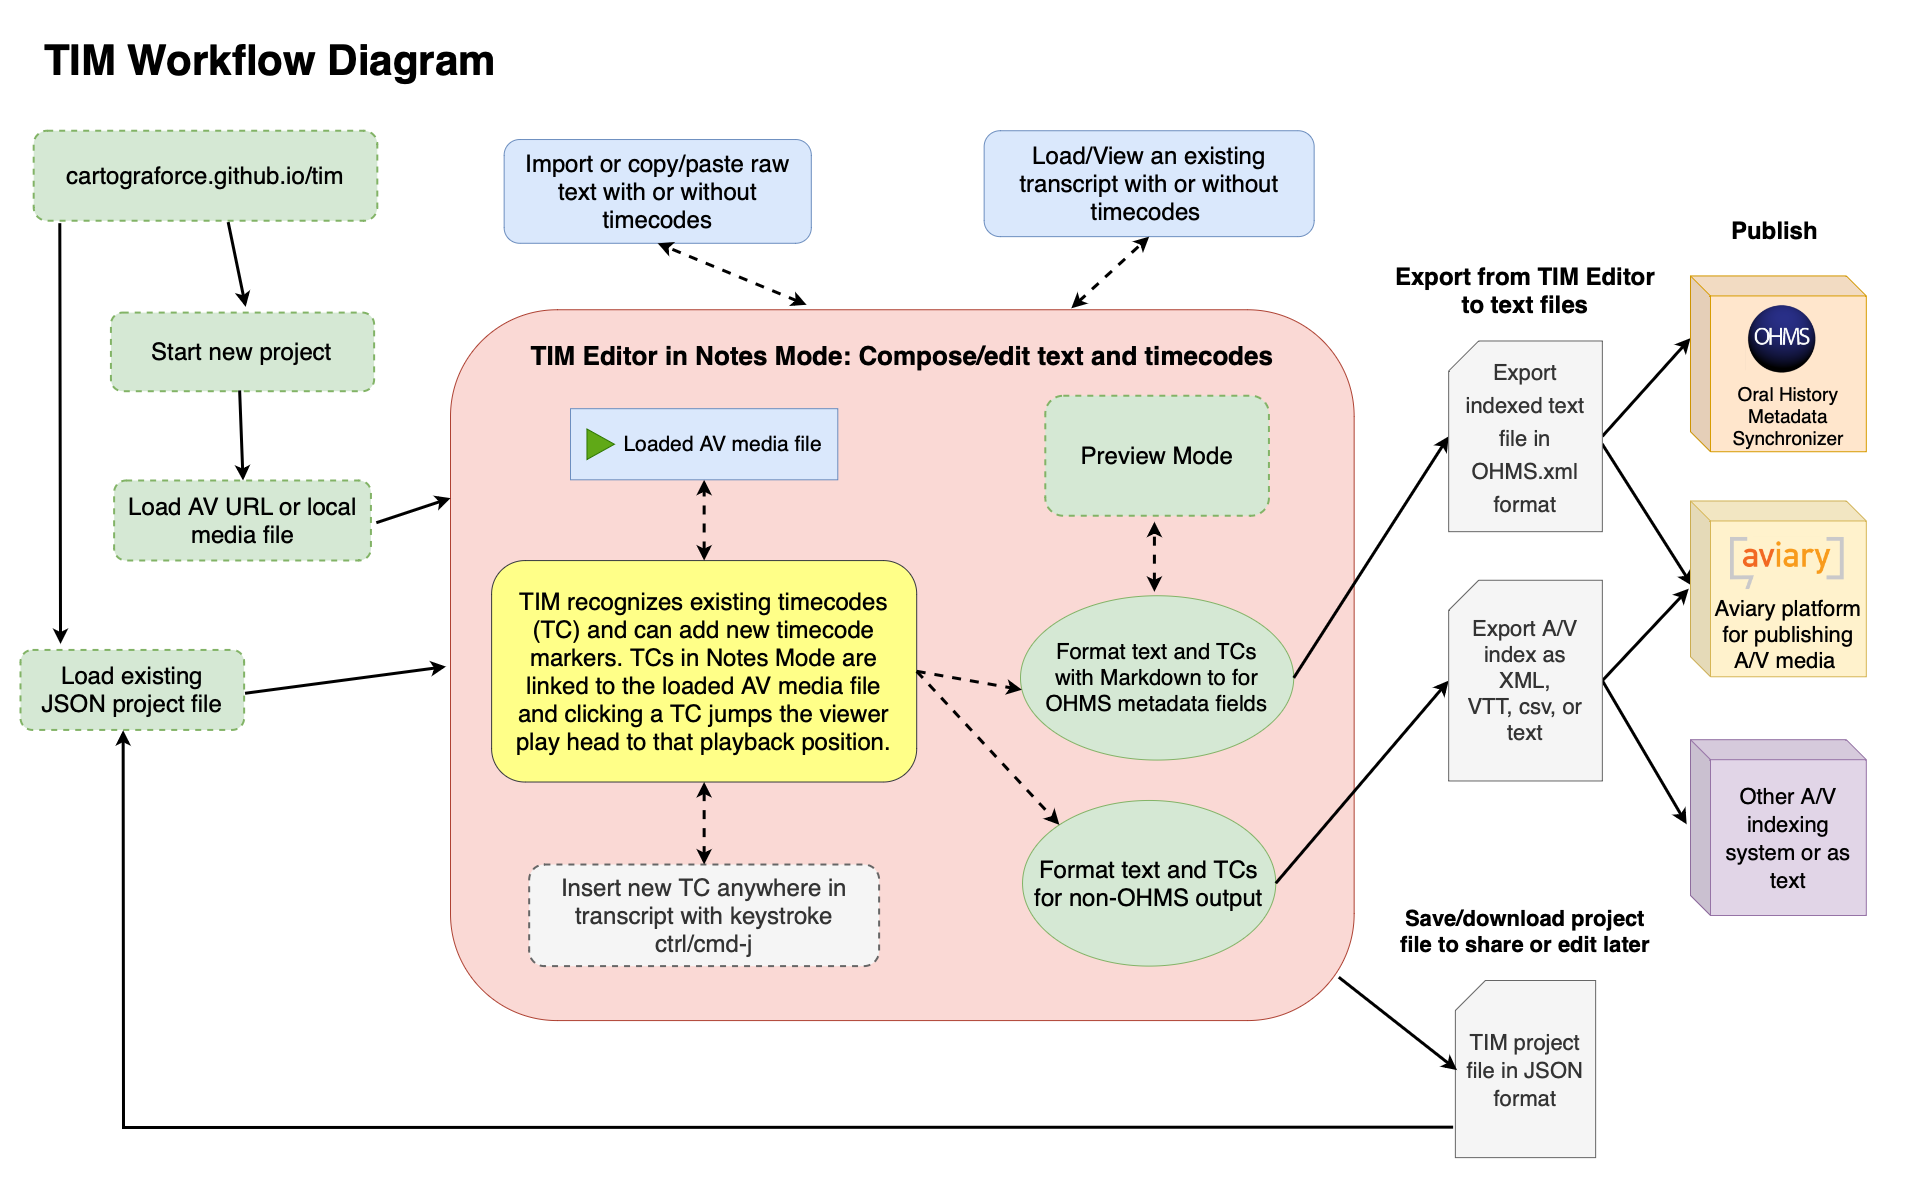 TIM Workflow Diagram
cartograforce.github.io/tim
Start new project
Load AV URL or local
media file
Load existing
JSON project file
Import or copy/paste raw
text with or without
timecodes
Load/View an existing
transcript with or without
timecodes
TIM Editor in Notes Mode: Compose/edit text and timecodes
Loaded AV media file
TIM recognizes existing timecodes
(TC) and can add new timecode
markers. TCs in Notes Mode are
linked to the loaded AV media file
and clicking a TC jumps the viewer
play head to that playback position.
Insert new TC anywhere in
transcript with keystroke
ctrl/cmd-j
Preview Mode
Format text and TCs
with Markdown to for
OHMS metadata fields
Format text and TCs
for non-OHMS output
Export from TIM Editor
to text files
Export
indexed text
file in
OHMS.xml
format
Export A/V
index as
XML,
VTT, csv, or
text
Save/download project
file to share or edit later
TIM project
file in JSON
format
Publish
OHMS
Oral History
Metadata
Synchronizer
[aviary]
Aviary platform
for publishing
A/V media
Other A/V
indexing
system or as
text